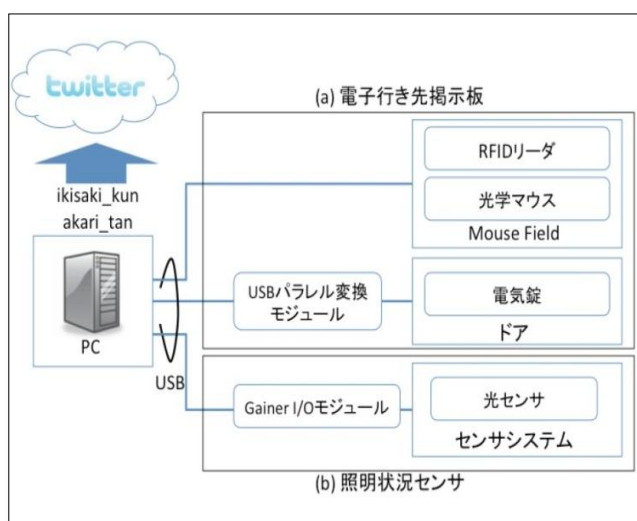 twitter
(a) 電子行き先掲示板
RFIDリーダ
光学マウス
Mouse Field
ikisaki_kun
akari_tan
USBパラレル変換
モジュール
電気錠
ドア
PC
USB
Gainer I/Oモジュール
光センサ
センサシステム
(b) 照明状況センサ